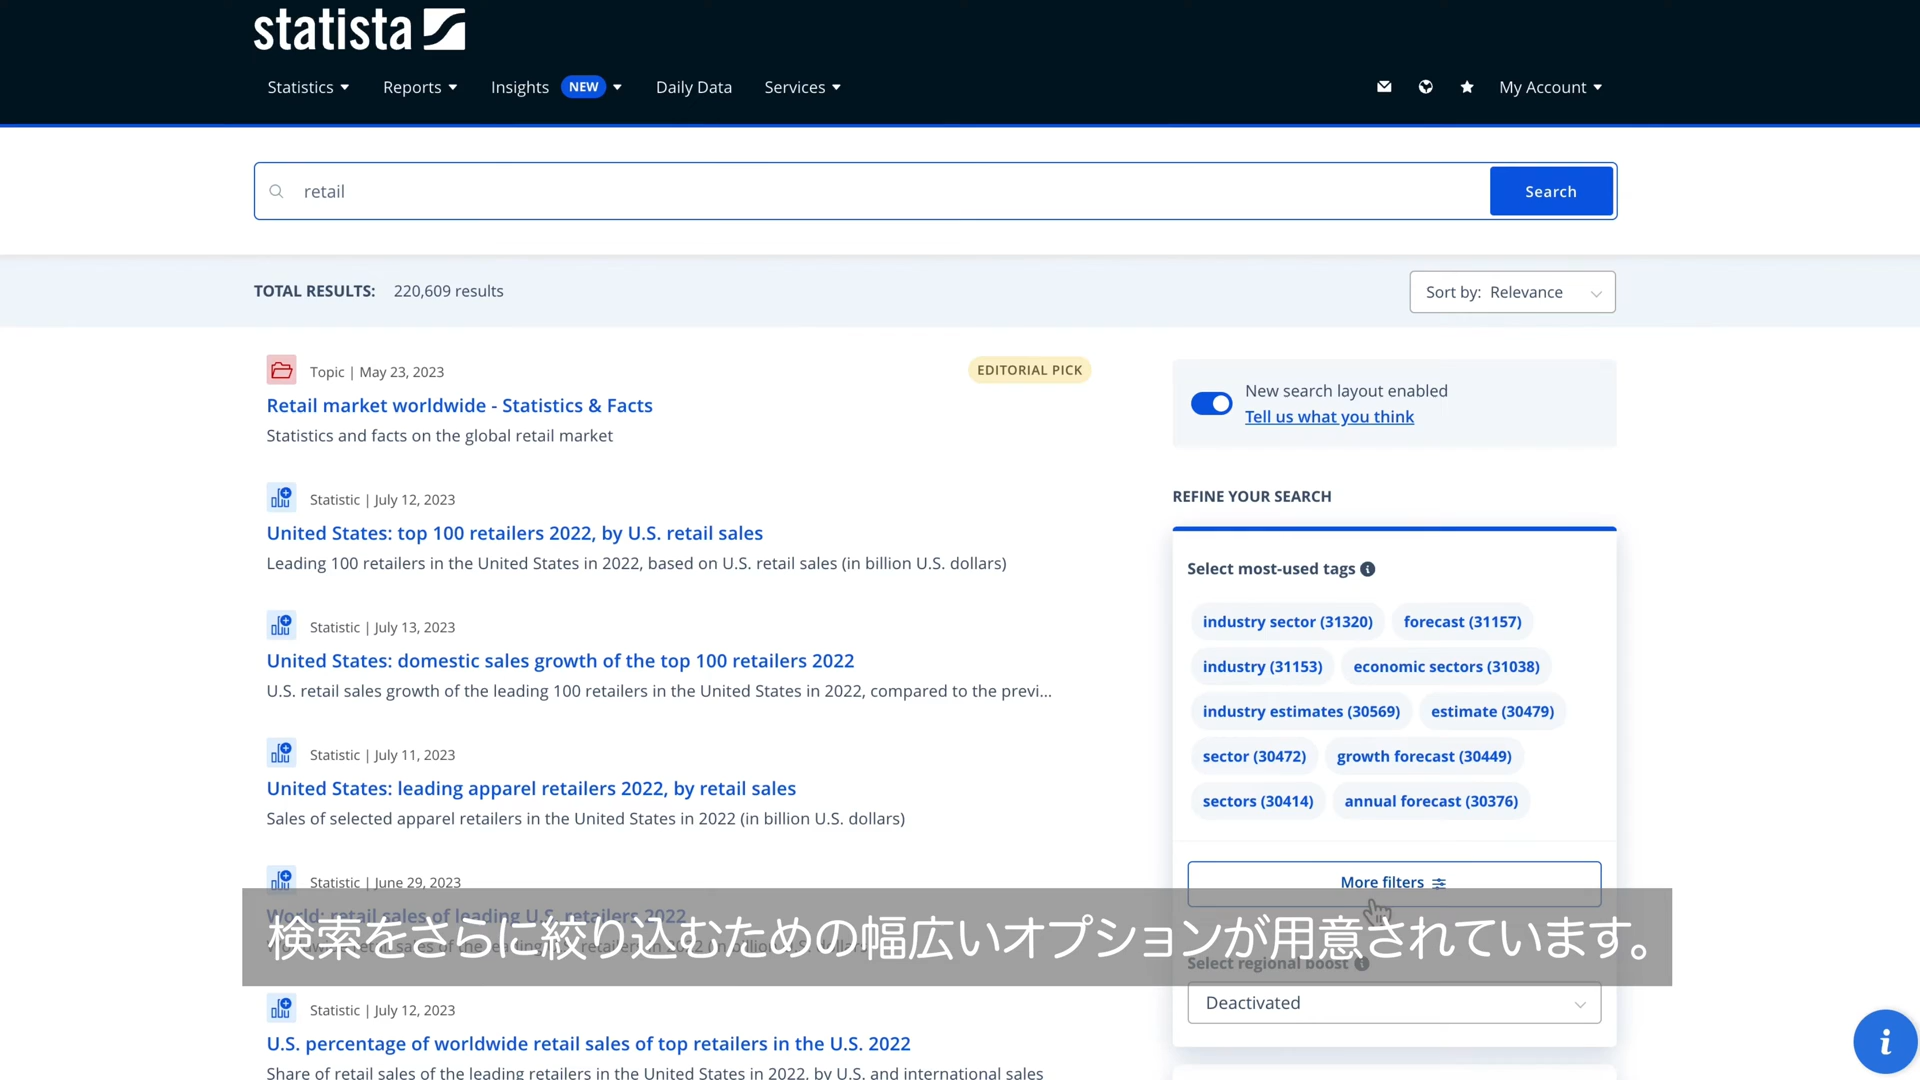 statista
Statistics Reports Insights NEW Daily Data Services My Account
retail Search
TOTAL RESULTS: 220,609 results Sort by: Relevance
Topic | May 23, 2023 EDITORIAL PICK
Retail market worldwide - Statistics & Facts
Statistics and facts on the global retail market
Statistic | July 12, 2023
United States: top 100 retailers 2022, by U.S. retail sales
Leading 100 retailers in the United States in 2022, based on U.S. retail sales (in billion U.S. dollars)
Statistic | July 13, 2023
United States: domestic sales growth of the top 100 retailers 2022
U.S. retail sales growth of the leading 100 retailers in the United States in 2022, compared to the previ...
Statistic | July 11, 2023
United States: leading apparel retailers 2022, by retail sales
Sales of selected apparel retailers in the United States in 2022 (in billion U.S. dollars)
Statistic | June 29, 2023
World: retail sales of leading U.S. retailers 2022
Statistic | July 12, 2023
U.S. percentage of worldwide retail sales of top retailers in the U.S. 2022
Share of retail sales of the leading retailers in the United States in 2022, by U.S. and international sales
New search layout enabled
Tell us what you think
REFINE YOUR SEARCH
Select most-used tags
industry sector (31320) forecast (31157)
industry (31153) economic sectors (31038)
industry estimates (30569) estimate (30479)
sector (30472) growth forecast (30449)
sectors (30414) annual forecast (30376)
More filters
Select regional boost
Deactivated
検索をさらに絞り込むための幅広いオプションが用意されています。